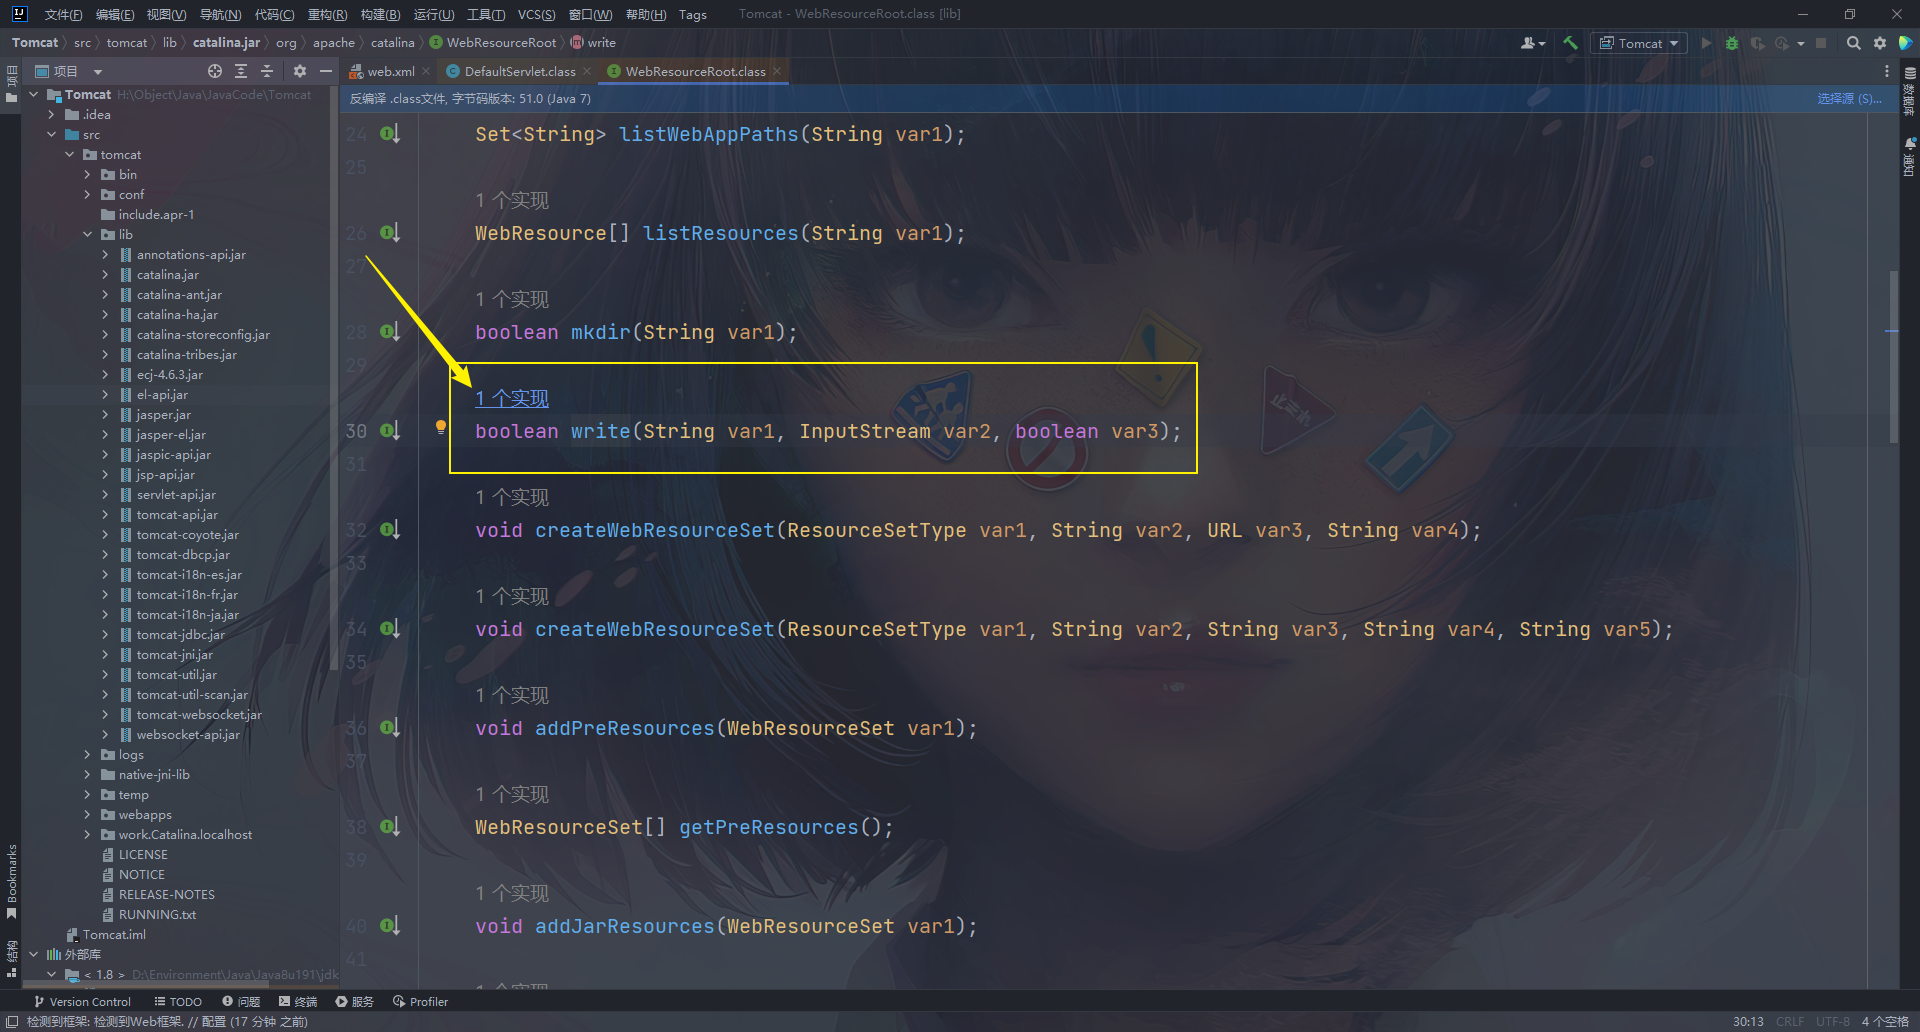 文件(F) 编辑(E) 视图(V) 导航(N) 代码(C) 重构(R) 构建(B) 运行(U) 工具(T) VCS(S) 窗口(W) 帮助(H) Tags Tomcat - WebResourceRoot.class [lib]
Tomcat src tomcat lib catalina.jar org apache catalina WebResourceRoot write Tomcat
项目
web.xml DefaultServlet.class WebResourceRoot.class
反编译 .class文件, 字节码版本: 51.0 (Java 7) 选择源 (S)...
项目
Tomcat H:\Object\Java\JavaCode\Tomcat
.idea
src
tomcat
bin
conf
include.apr-1
lib
annotations-api.jar
catalina.jar
catalina-ant.jar
catalina-ha.jar
catalina-storeconfig.jar
catalina-tribes.jar
ecj-4.6.3.jar
el-api.jar
jasper.jar
jasper-el.jar
jaspic-api.jar
jsp-api.jar
servlet-api.jar
tomcat-api.jar
tomcat-coyote.jar
tomcat-dbcp.jar
tomcat-i18n-es.jar
tomcat-i18n-fr.jar
tomcat-i18n-ja.jar
tomcat-jdbc.jar
tomcat-jni.jar
tomcat-util.jar
tomcat-util-scan.jar
tomcat-websocket.jar
websocket-api.jar
logs
native-jni-lib
temp
webapps
work.Catalina.localhost
LICENSE
NOTICE
RELEASE-NOTES
RUNNING.txt
Tomcat.iml
外部库
< 1.8 > D:\Environment\Java\Java8u191\jdk
Bookmarks
结构
24 Set<String> listWebAppPaths(String var1);
25
1 个实现
26 WebResource[] listResources(String var1);
27
1 个实现
28 boolean mkdir(String var1);
29
1 个实现
30 boolean write(String var1, InputStream var2, boolean var3);
31
1 个实现
32 void createWebResourceSet(ResourceSetType var1, String var2, URL var3, String var4);
33
1 个实现
34 void createWebResourceSet(ResourceSetType var1, String var2, String var3, String var4, String var5);
35
1 个实现
36 void addPreResources(WebResourceSet var1);
37
1 个实现
38 WebResourceSet[] getPreResources();
39
1 个实现
40 void addJarResources(WebResourceSet var1);
41
1 个实现
止まれ
数据库
通知
Version Control TODO 问题 终端 服务 Profiler
检测到框架: 检测到Web框架. // 配置 (17 分钟 之前) 30:13 CRLF UTF-8 4 个空格